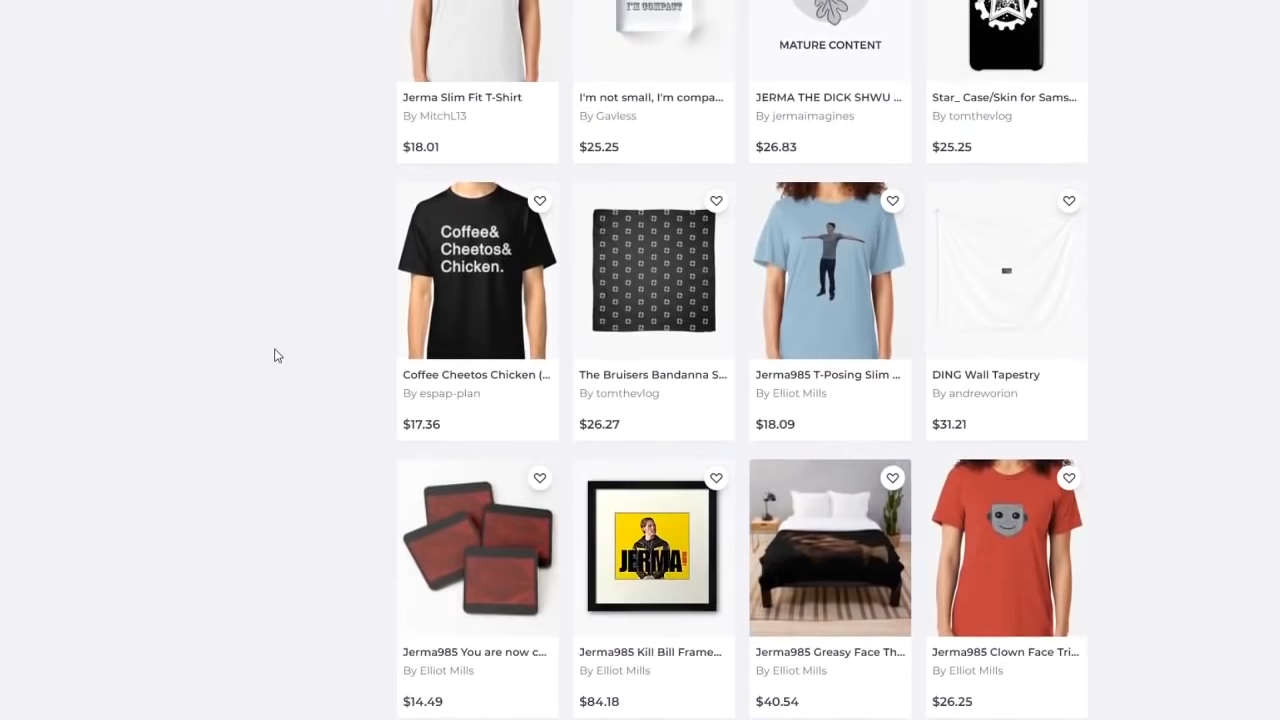 I'M COMPACT
MATURE CONTENT
Jerma Slim Fit T-Shirt
By MitchL13
$18.01
I'm not small, I'm compa...
By Gavless
$25.25
JERMA THE DICK SHWU ...
By jermaimagines
$26.83
Star_ Case/Skin for Sams...
By tomthevlog
$25.25
Coffee&
Cheetos&
Chicken.
Coffee Cheetos Chicken (...
By espap-plan
$17.36
The Bruisers Bandanna S...
By tomthevlog
$26.27
Jerma985 T-Posing Slim ...
By Elliot Mills
$18.09
DING Wall Tapestry
By andreworion
$31.21
JERMA
Jerma985 You are now c...
By Elliot Mills
$14.49
Jerma985 Kill Bill Frame...
By Elliot Mills
$84.18
Jerma985 Greasy Face Th...
By Elliot Mills
$40.54
Jerma985 Clown Face Tri...
By Elliot Mills
$26.25